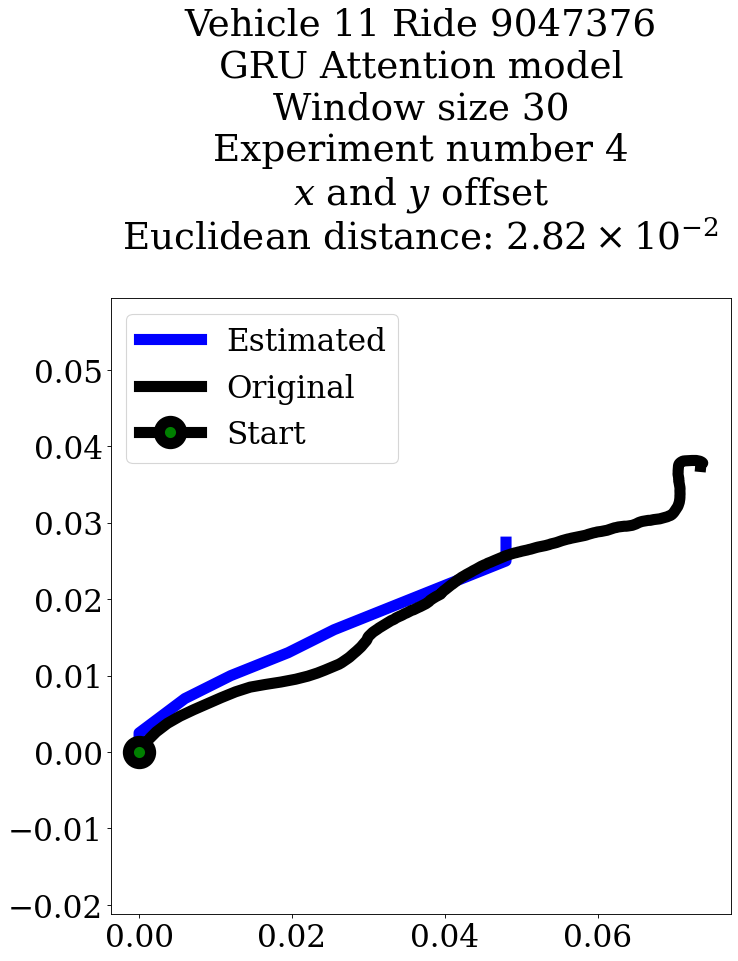 Vehicle 11 Ride 9047376
GRU Attention model
Window size 30
Experiment number 4
x and y offset
Euclidean distance: 2.82 × 10⁻²
Estimated
Original
Start
0.05
0.04
0.03
0.02
0.01
0.00
−0.01
−0.02
0.00 0.02 0.04 0.06